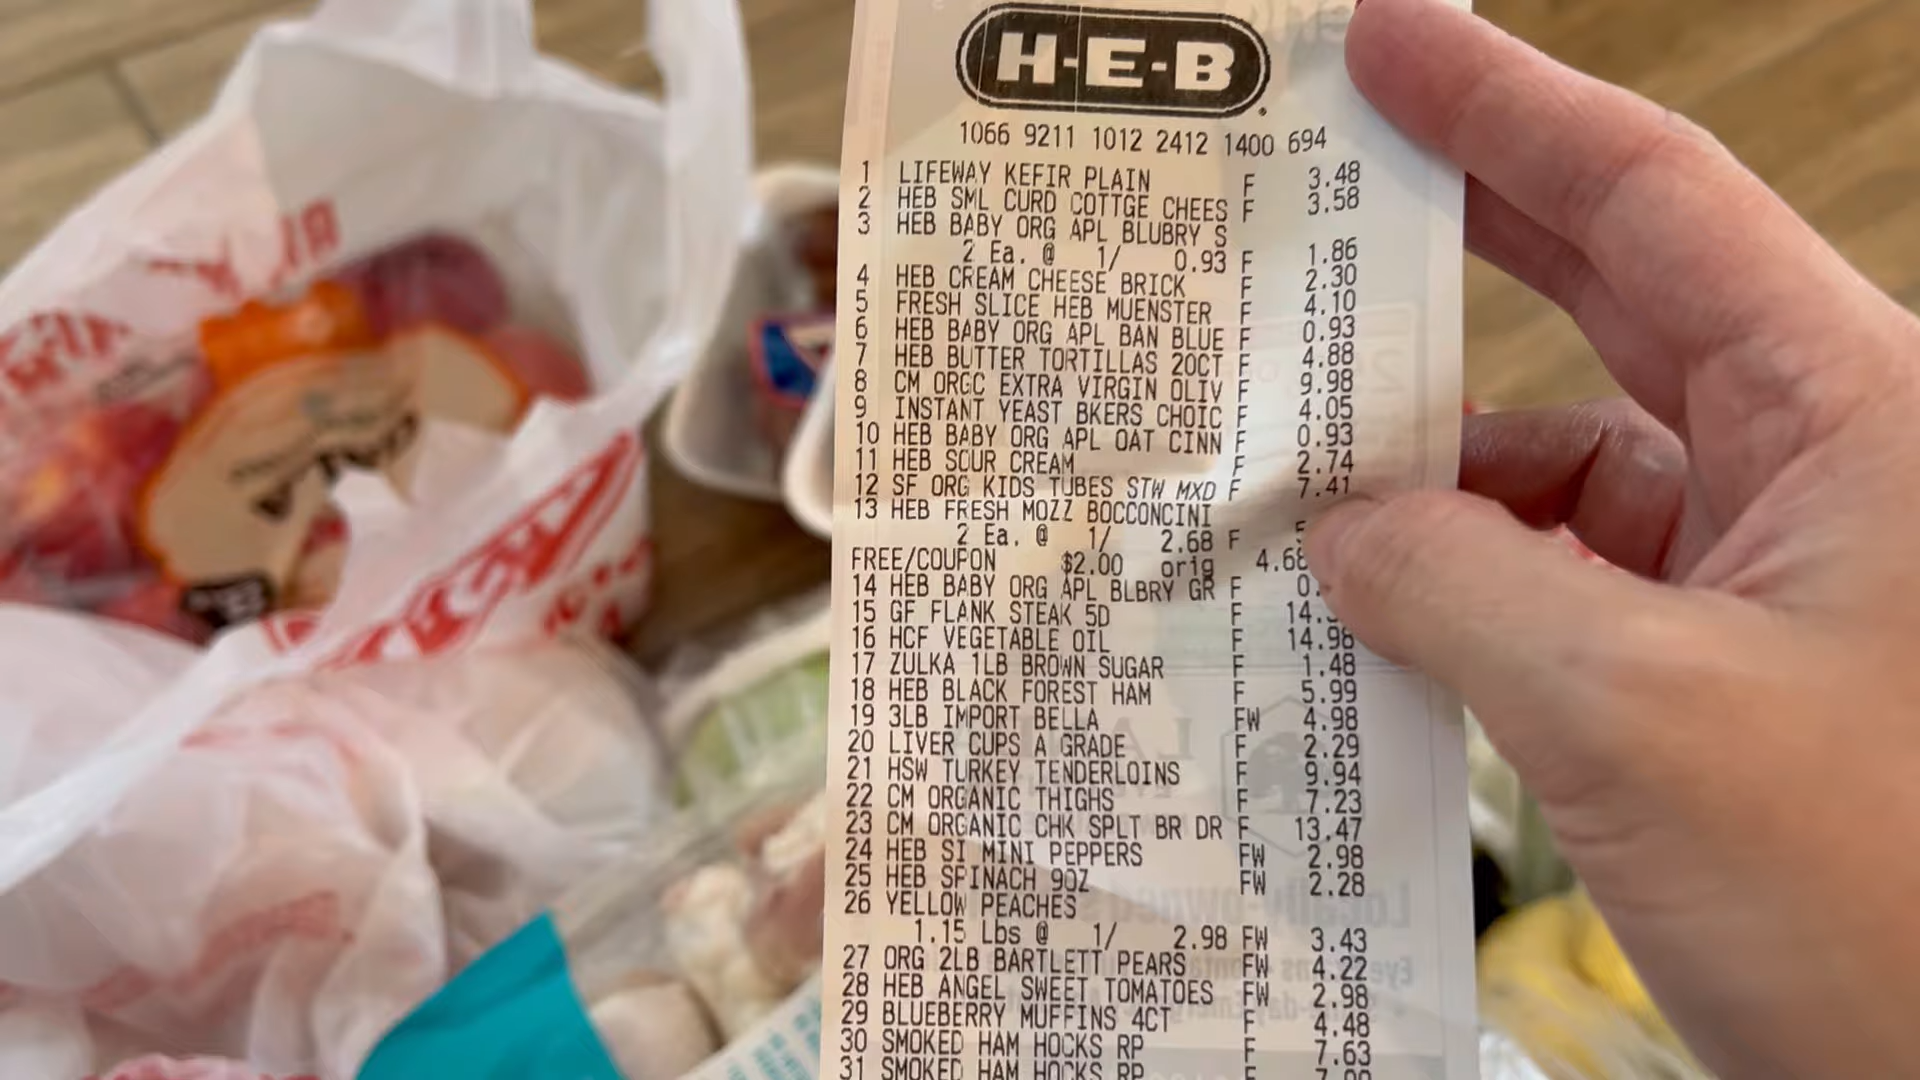 H-E-B
1066 9211 1012 2412 1400 694
1 LIFEWAY KEFIR PLAIN F 3.48
2 HEB SML CURD COTTGE CHEES F 3.58
3 HEB BABY ORG APL BLUBRY S
2 Ea. @ 1/ 0.93 F 1.86
4 HEB CREAM CHEESE BRICK F 2.30
5 FRESH SLICE HEB MUENSTER F 4.10
6 HEB BABY ORG APL BAN BLUE F 0.93
7 HEB BUTTER TORTILLAS 20CT F 4.88
8 CM ORGC EXTRA VIRGIN OLIV F 9.98
9 INSTANT YEAST BKERS CHOIC F 4.05
10 HEB BABY ORG APL OAT CINN F 0.93
11 HEB SOUR CREAM F 2.74
12 SF ORG KIDS TUBES STW MXD F 7.41
13 HEB FRESH MOZZ BOCCONCINI
2 Ea. @ 1/ 2.68 F 5
FREE/COUPON $2.00 orig 4.68
14 HEB BABY ORG APL BLBRY GR F 0.
15 GF FLANK STEAK 5D F 14.
16 HCF VEGETABLE OIL F 14.98
17 ZULKA 1LB BROWN SUGAR F 1.48
18 HEB BLACK FOREST HAM F 5.99
19 3LB IMPORT BELLA FW 4.98
20 LIVER CUPS A GRADE F 2.29
21 HSW TURKEY TENDERLOINS F 9.94
22 CM ORGANIC THIGHS F 7.23
23 CM ORGANIC CHK SPLT BR DR F 13.47
24 HEB SI MINI PEPPERS FW 2.98
25 HEB SPINACH 9OZ FW 2.28
26 YELLOW PEACHES
1.15 Lbs @ 1/ 2.98 FW 3.43
27 ORG 2LB BARTLETT PEARS FW 4.22
28 HEB ANGEL SWEET TOMATOES FW 2.98
29 BLUEBERRY MUFFINS 4CT F 4.48
30 SMOKED HAM HOCKS RP F 7.63
31 SMOKED HAM HOCKS RP F